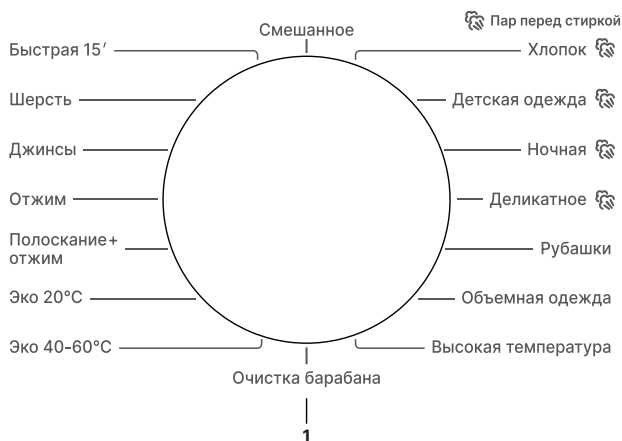 Пар перед стиркой
Смешанное
Быстрая 15′
Хлопок
Шерсть
Детская одежда
Джинсы
Ночная
Отжим
Деликатное
Полоскание+
отжим
Рубашки
Эко 20°C
Объемная одежда
Эко 40-60°C
Высокая температура
Очистка барабана
1